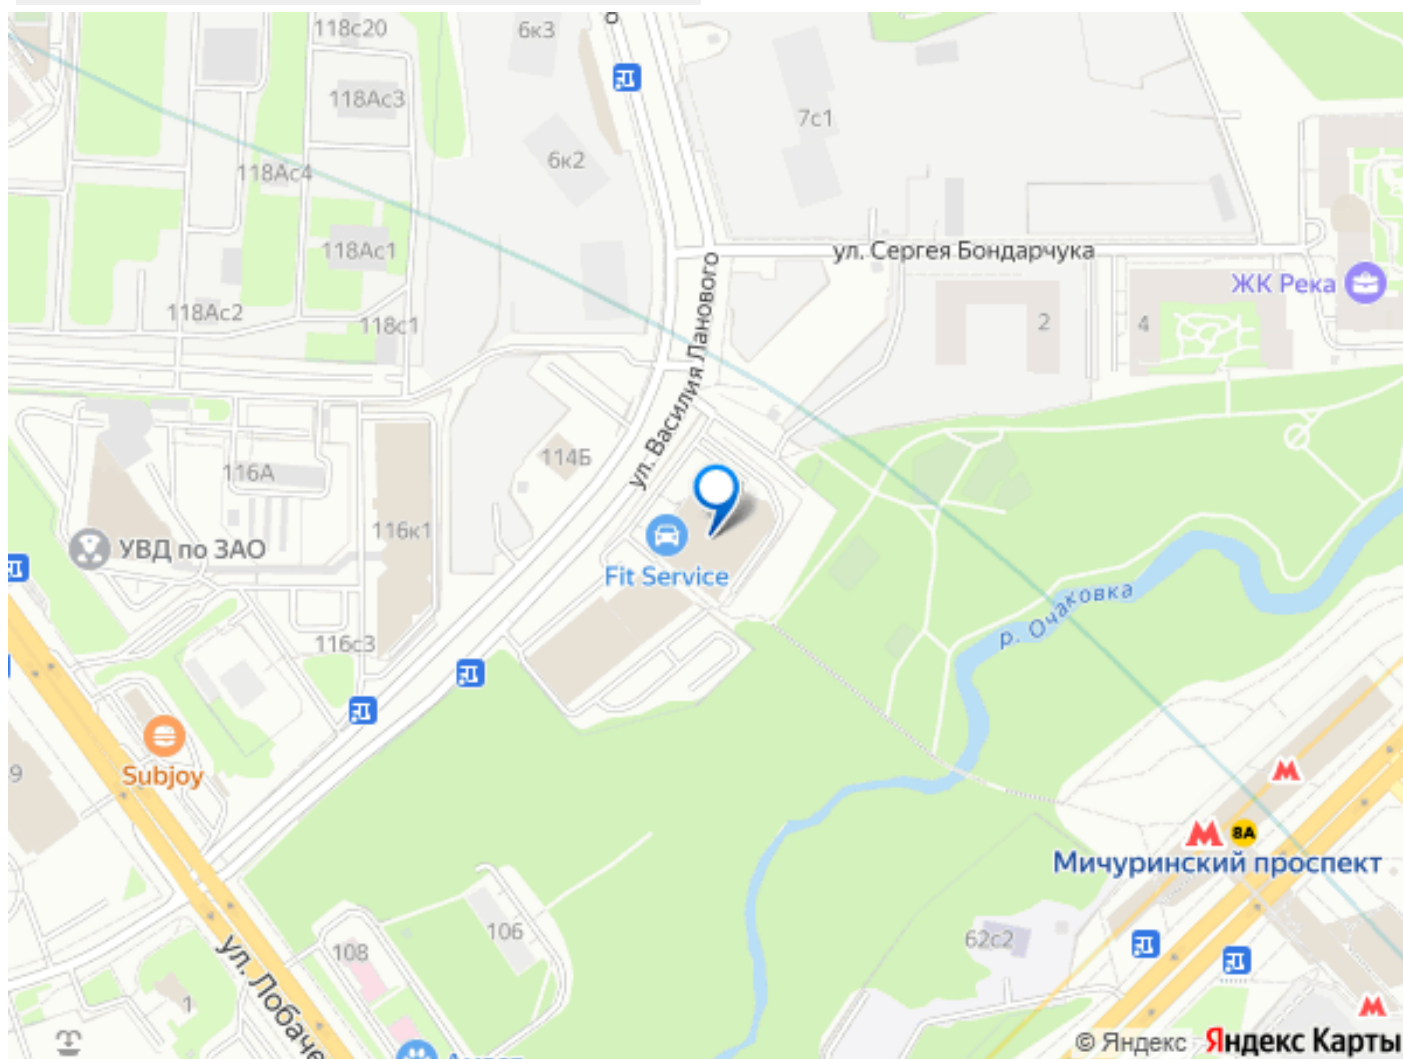 118с20
6к3
118Ас3
7с1
6к2
118Ас4
118Ас1
ул. Сергея Бондарчука
ЖК Река
118Ас2
118с1
2
4
ул. Василия Ланового
114Б
116А
116к1
УВД по ЗАО
Fit Service
р. Очаковка
116с3
Subjoy
9
М
М
8А
Мичуринский проспект
106
62с2
108
ул. Лобаче
1
М
© Яндекс Яндекс Карты